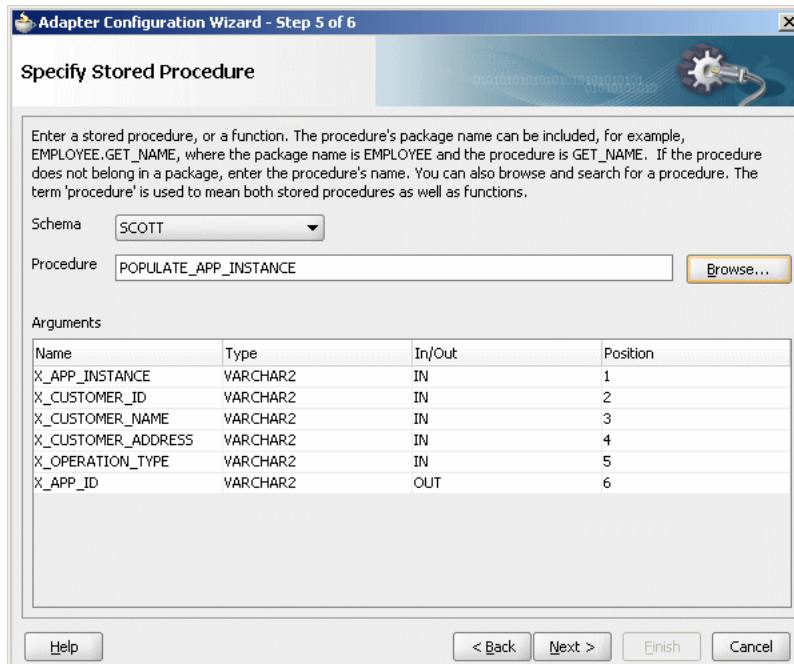 Adapter Configuration Wizard - Step 5 of 6
Specify Stored Procedure
Enter a stored procedure, or a function. The procedure's package name can be included, for example,
EMPLOYEE.GET_NAME, where the package name is EMPLOYEE and the procedure is GET_NAME. If the procedure
does not belong in a package, enter the procedure's name. You can also browse and search for a procedure. The
term 'procedure' is used to mean both stored procedures as well as functions.
Schema SCOTT
Procedure POPULATE_APP_INSTANCE Browse...
Arguments
Name Type In/Out Position
X_APP_INSTANCE VARCHAR2 IN 1
X_CUSTOMER_ID VARCHAR2 IN 2
X_CUSTOMER_NAME VARCHAR2 IN 3
X_CUSTOMER_ADDRESS VARCHAR2 IN 4
X_OPERATION_TYPE VARCHAR2 IN 5
X_APP_ID VARCHAR2 OUT 6
Help < Back Next > Finish Cancel